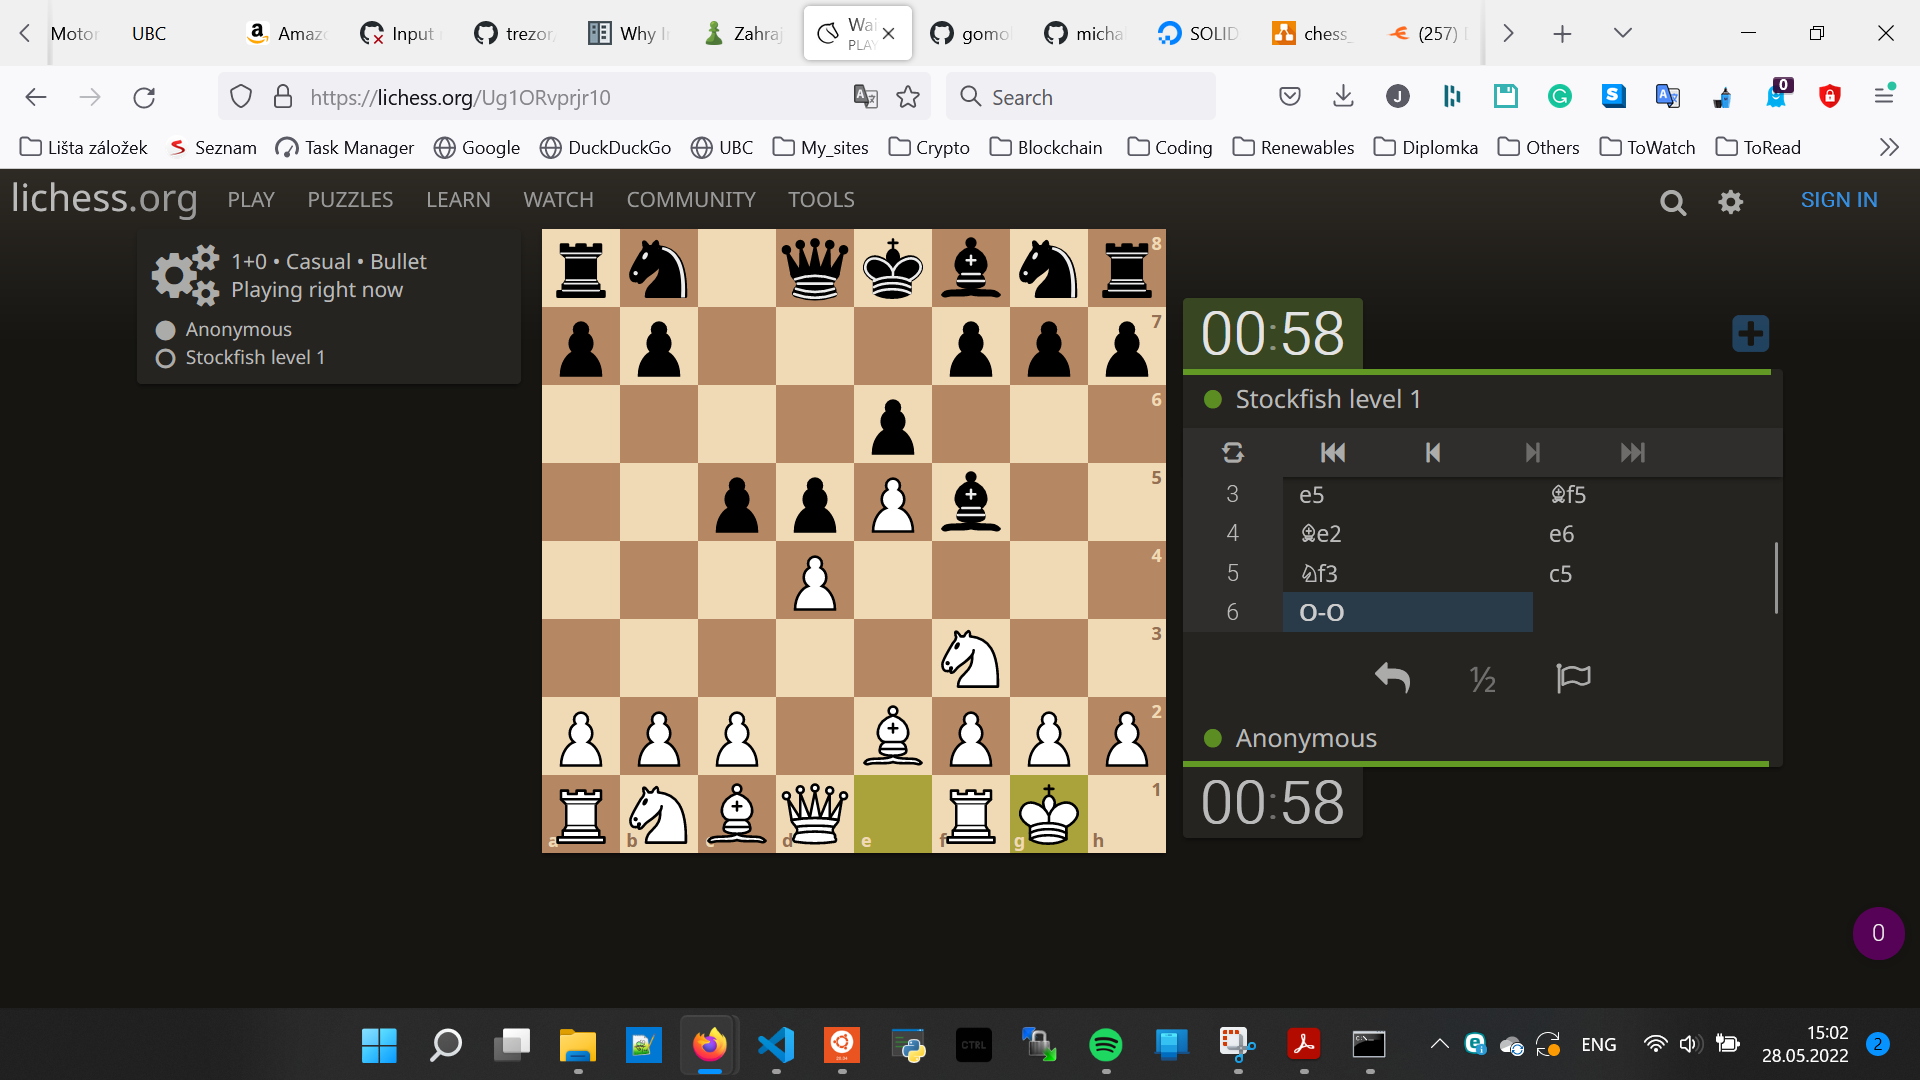 Motor
UBC
Amaz
Input
trezor
Why I
Zahraj
Wai
PLAY
gomo
micha
SOLID
chess_
(257)
https://lichess.org/Ug1ORvprjr10
Search
0
Lišta záložek
Seznam
Task Manager
Google
DuckDuckGo
UBC
My_sites
Crypto
Blockchain
Coding
Renewables
Diplomka
Others
ToWatch
ToRead
lichess.org
PLAY
PUZZLES
LEARN
WATCH
COMMUNITY
TOOLS
SIGN IN
1+0 • Casual • Bullet
Playing right now
Anonymous
Stockfish level 1
8
7
6
5
4
3
2
1
a
b
c
d
e
f
g
h
00:58
Stockfish level 1
3 e5 ♗f5
4 ♗e2 e6
5 ♘f3 c5
6 O-O
½
Anonymous
00:58
0
CTRL
ENG
15:02
28.05.2022
2